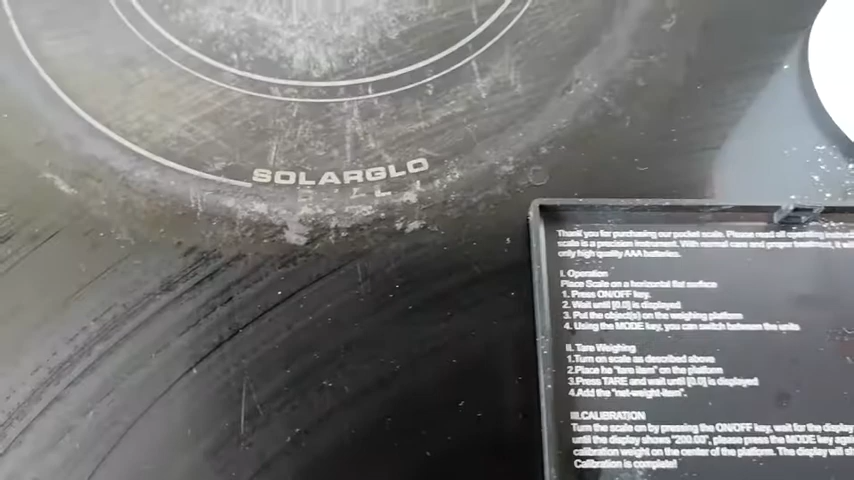 SOLARGLO
Thank you for purchasing our pocket scale. Please
scale is a precision instrument. With normal care and proper
only high quality AAA batteries.
I. Operation
Place Scale on a horizontal flat surface
1. Press ON/OFF key.
2. Wait until [0.0] is displayed
3. Put the object(s) on the weighing platform
4. Using the MODE key, you can switch between units
II. Tare Weighing
1.Turn on scale as described above
2.Place he "tare item" on the platform
3.Press TARE and wait until [0.0] is displayed
4.Add the "net-weight-item"
III.CALIBRATION
Turn the scale on by pressing the ON/OFF key, wait for the
until the display shows "200.00", please press the MODE key
calibration weight on the center of the platform. The display will
Calibration is complete!